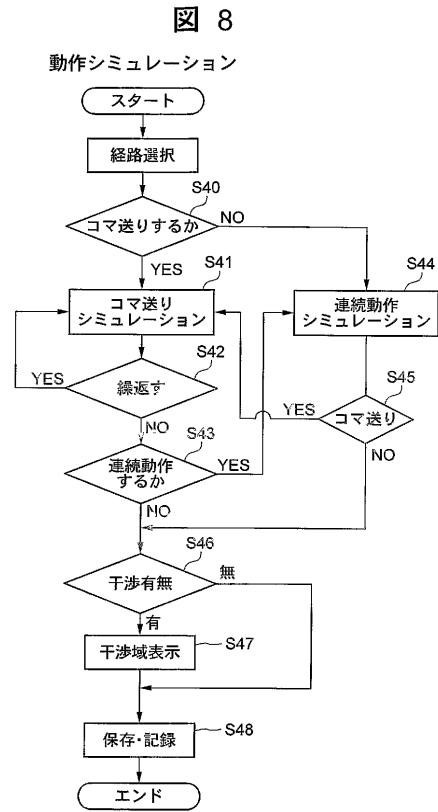 図 8
動作シミュレーション
スタート
経路選択
S40
コマ送りするか
NO
YES
S41
コマ送り
シミュレーション
S44
連続動作
シミュレーション
S42
繰返す
YES
NO
S45
コマ送り
YES
NO
S43
連続動作
するか
YES
NO
S46
干渉有無
無
有
干渉域表示
S47
保存・記録
S48
エンド